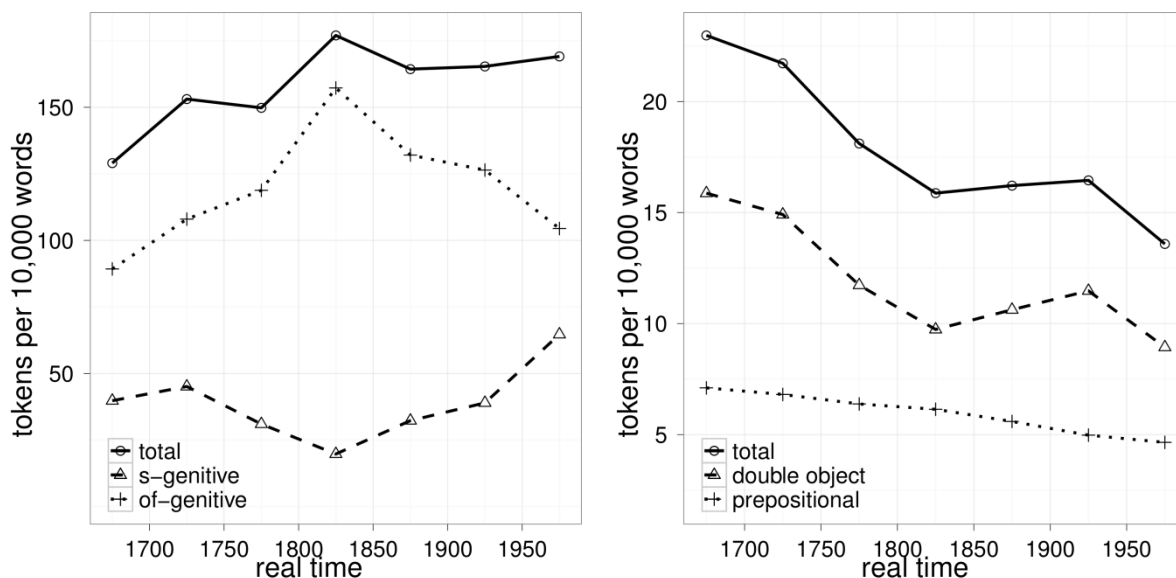 tokens per 10,000 words
150
100
50
total
s-genitive
of-genitive
1700 1750 1800 1850 1900 1950
real time
tokens per 10,000 words
20
15
10
5
total
double object
prepositional
1700 1750 1800 1850 1900 1950
real time